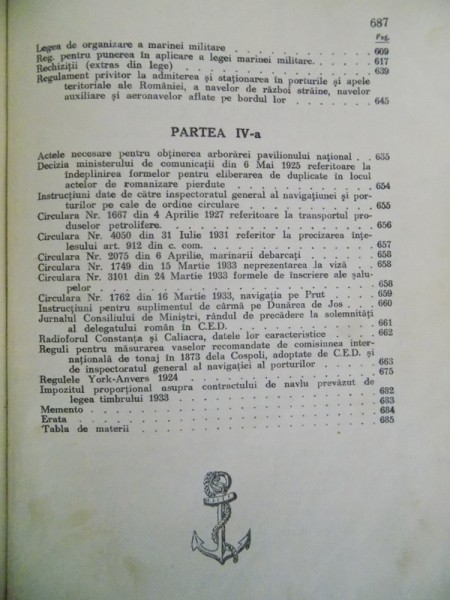 687
Pag.
Legea de organizare a marinei militare . . . . . . . . . . 609
Reg. pentru punerea în aplicare a legei marinei militare. . . . . 617
Rechiziții (extras din lege) . . . . . . . . . . . . . 639
Regulament privitor la admiterea și staționarea în porturile și apele
teritoriale ale României, a navelor de război străine, navelor
auxiliare și aeronavelor aflate pe bordul lor . . . . . . . 645
PARTEA IV-a
Actele necesare pentru obținerea arborărei pavilionului național . . 655
Decizia ministerului de comunicații din 6 Mai 1925 referitoare la
îndeplinirea formelor pentru eliberarea de duplicate în locul
actelor de romanizare pierdute . . . . . . . . . . . 654
Instrucțiuni date de către inspectoratul general al navigațiunei și por-
turilor pe cale de ordine circulare . . . . . . . . . . 655
Circulara Nr. 1667 din 4 Aprilie 1927 referitoare la transportul pro-
duselor petrolifere. . . . . . . . . . . . . . . 656
Circulara Nr. 4050 din 31 Iulie 1931 referitor la precizarea înțe-
lesului art. 912 din c. com. . . . . . . . . . . . . 657
Circulara Nr. 2075 din 6 Aprilie, marinarii debarcați . . . . . 658
Circulara Nr. 1749 din 15 Martie 1933 neprezentarea la viză . . . 658
Circulara Nr. 3101 din 24 Martie 1933 formele de înscriere ale șalu-
pelor . . . . . . . . . . . . . . . . . . 658
Circulara Nr. 1762 din 16 Martie 1933, navigația pe Prut . . . . 659
Instrucțiuni pentru suplimentul de cârmă pe Dunărea de Jos . . . 660
Jurnalul Consiliului de Miniștri, rândul de precădere la solemnități
al delegatului român în C.E.D. . . . . . . . . . . . 661
Radioforul Constanța și Caliacra, datele lor caracteristice . . . . 662
Reguli pentru măsurarea vaselor recomandate de comisiunea inter-
națională de tonaj în 1873 dela Cospoli, adoptate de C.E.D. și
de inspectoratul general al navigației al porturilor . . . . . 663
Regulele York-Anvers 1924 . . . . . . . . . . . . . 675
Impozitul proporțional asupra contractului de navlu prevăzut de
legea timbrului 1933 . . . . . . . . . . . . . . 682
Memento . . . . . . . . . . . . . . . . . . 683
Erata . . . . . . . . . . . . . . . . . . . 684
Tabla de materii . . . . . . . . . . . . . . . . 685